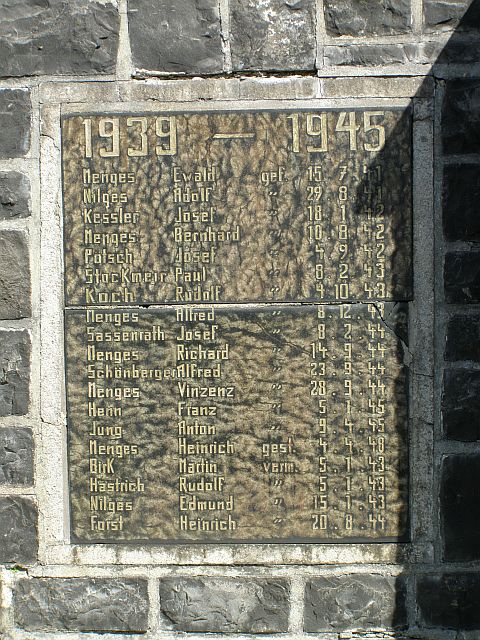 1939 — 1945
Menges Ewald gef. 15. 7. 41
Nilges Adolf " 29. 8. 41
Kessler Josef " 18. 1. 42
Menges Bernhard " 10. 8. 42
Pötsch Josef " 4. 9. 42
Stockmeir Paul " 8. 2. 43
Koch Rudolf " 4. 10. 43
Menges Alfred " 8. 12. 43
Sassenrath Josef " 8. 2. 44
Menges Richard " 14. 9. 44
Schönberger Alfred " 23. 9. 44
Menges Vinzenz " 28. 9. 44
Henn Franz " 5. 1. 45
Jung Anton " 9. 4. 45
Menges Heinrich gest. 4. 4. 48
Birk Martin verm. 5. 1. 43
Hastrich Rudolf " 5. 1. 43
Nilges Edmund " 15. 1. 43
Forst Heinrich " 20. 8. 44